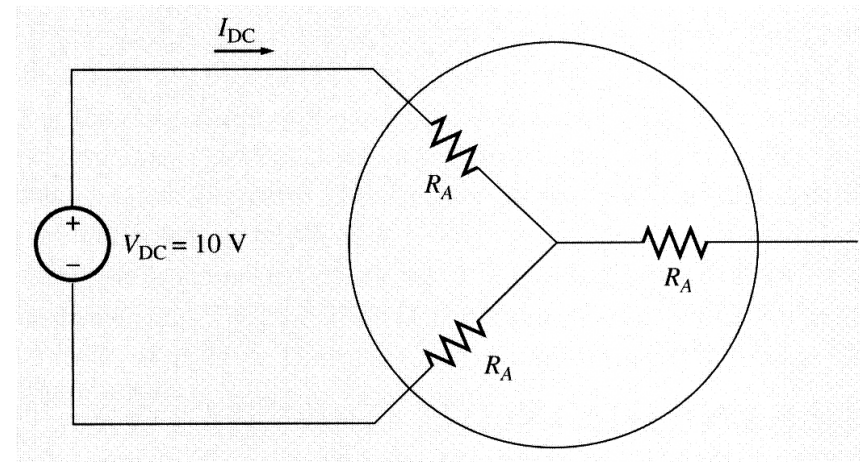 I_DC
R_A
+
−
V_DC = 10 V
R_A
R_A